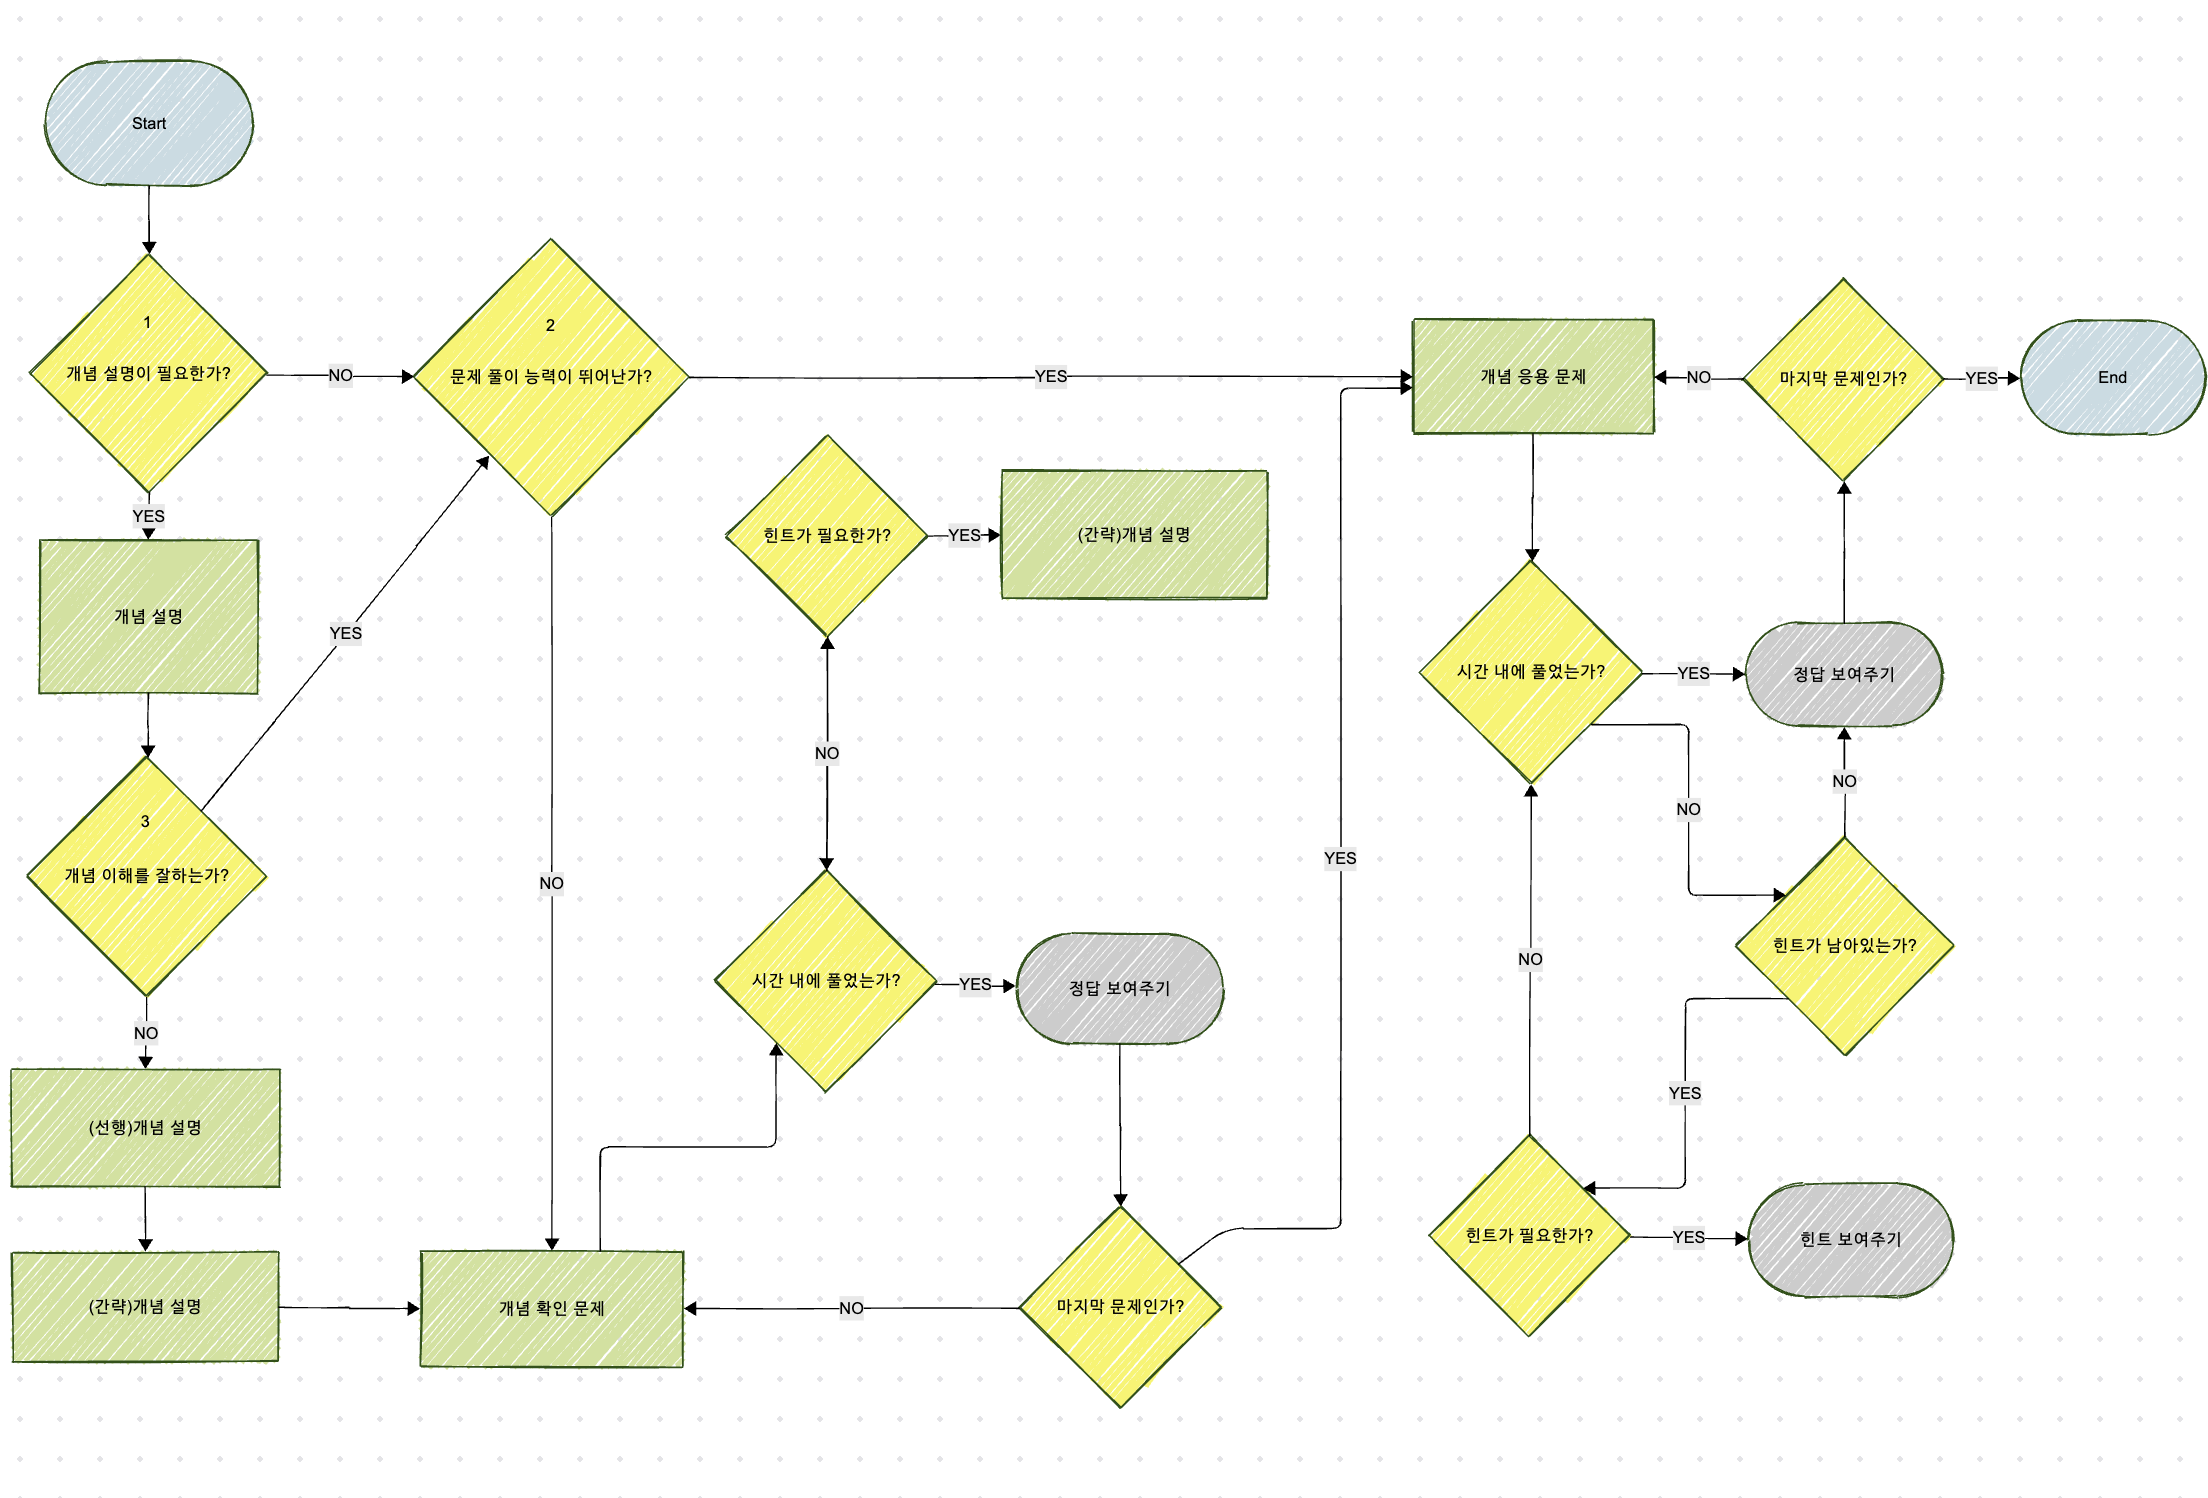 Start
1
개념 설명이 필요한가?
NO
2
문제 풀이 능력이 뛰어난가?
YES
개념 응용 문제
NO
마지막 문제인가?
YES
End
YES
개념 설명
YES
힌트가 필요한가?
YES
(간략)개념 설명
3
개념 이해를 잘하는가?
NO
(선행)개념 설명
(간략)개념 설명
NO
개념 확인 문제
NO
시간 내에 풀었는가?
YES
정답 보여주기
NO
마지막 문제인가?
YES
시간 내에 풀었는가?
YES
정답 보여주기
NO
NO
힌트가 남아있는가?
NO
YES
힌트가 필요한가?
YES
힌트 보여주기